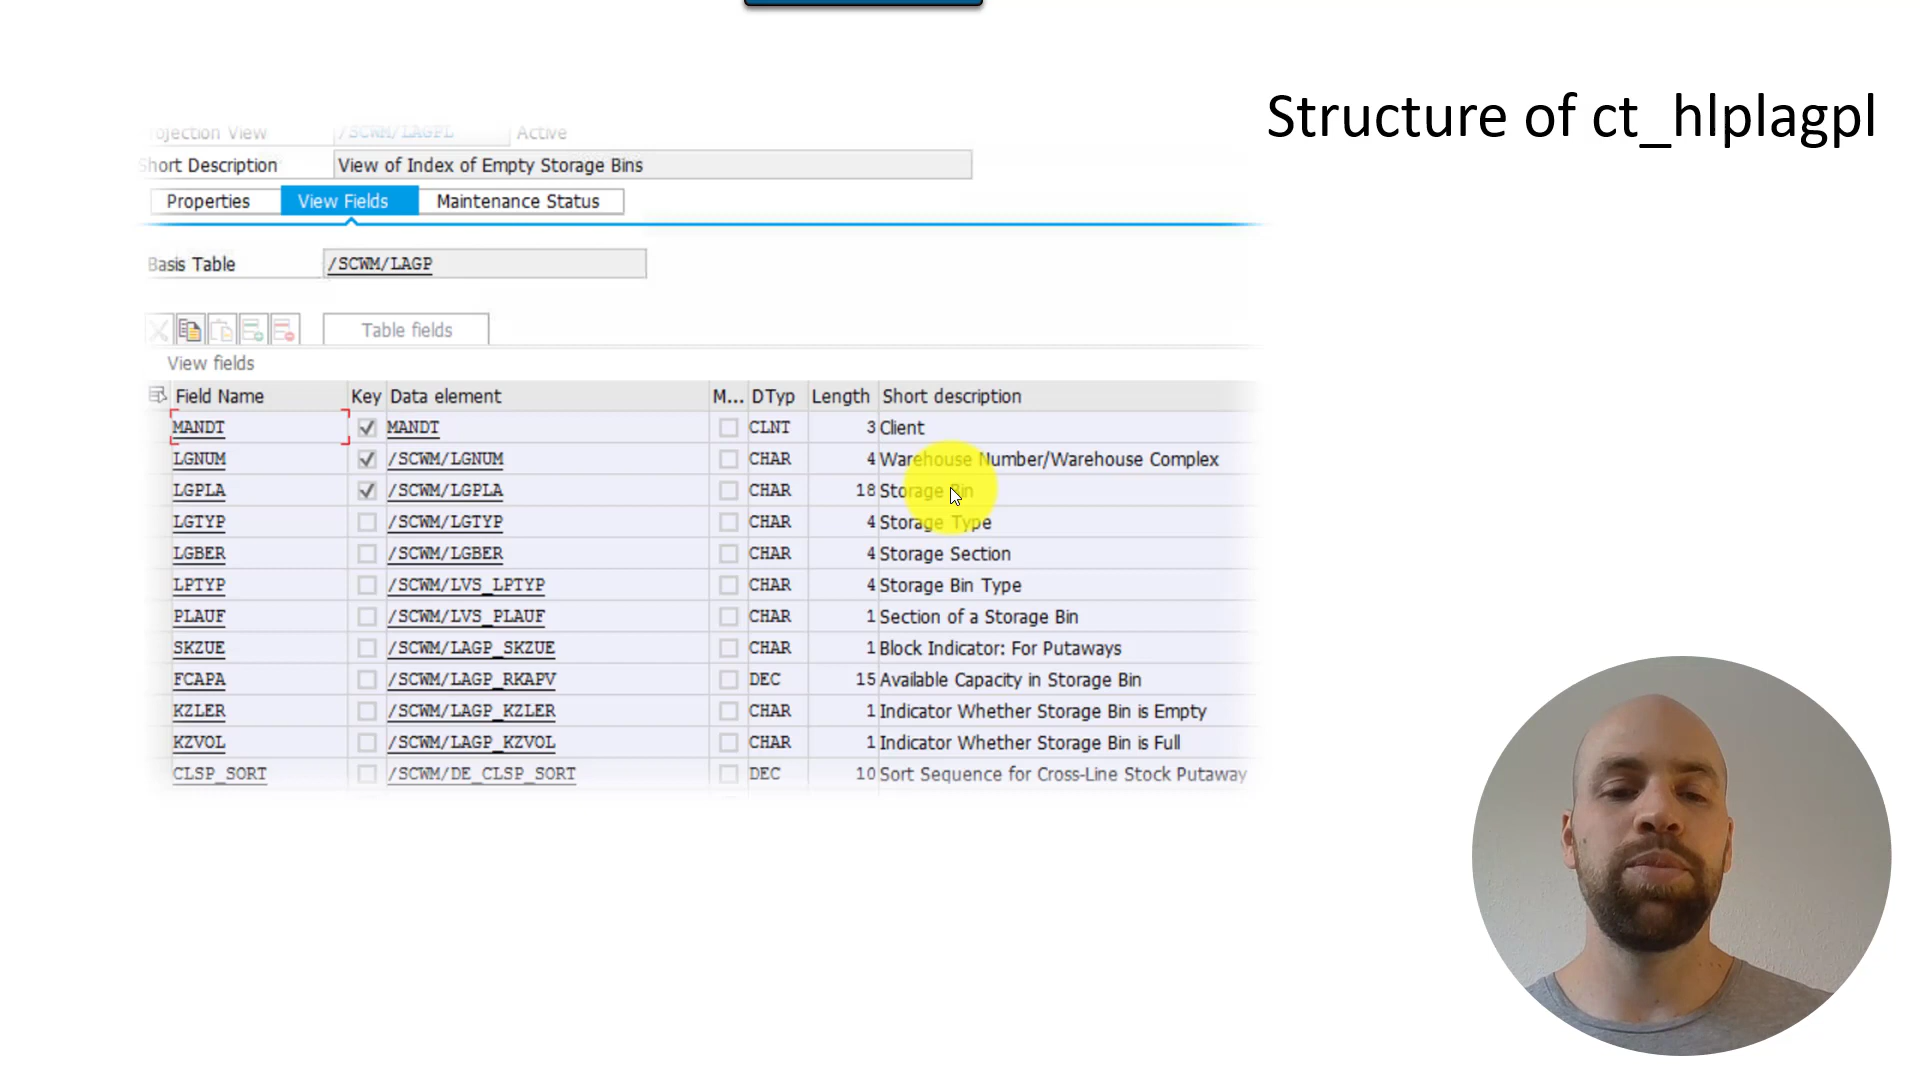 Structure of ct_hlplagpl
ojection View /SCWM/LAGPL Active
Short Description View of Index of Empty Storage Bins
Properties View Fields Maintenance Status
Basis Table /SCWM/LAGP
Table fields
View fields
Field Name Key Data element M... DTyp Length Short description
MANDT MANDT CLNT 3 Client
LGNUM /SCWM/LGNUM CHAR 4 Warehouse Number/Warehouse Complex
LGPLA /SCWM/LGPLA CHAR 18 Storage Bin
LGTYP /SCWM/LGTYP CHAR 4 Storage Type
LGBER /SCWM/LGBER CHAR 4 Storage Section
LPTYP /SCWM/LVS_LPTYP CHAR 4 Storage Bin Type
PLAUF /SCWM/LVS_PLAUF CHAR 1 Section of a Storage Bin
SKZUE /SCWM/LAGP_SKZUE CHAR 1 Block Indicator: For Putaways
FCAPA /SCWM/LAGP_RKAPV DEC 15 Available Capacity in Storage Bin
KZLER /SCWM/LAGP_KZLER CHAR 1 Indicator Whether Storage Bin is Empty
KZVOL /SCWM/LAGP_KZVOL CHAR 1 Indicator Whether Storage Bin is Full
CLSP_SORT /SCWM/DE_CLSP_SORT DEC 10 Sort Sequence for Cross-Line Stock Putaway